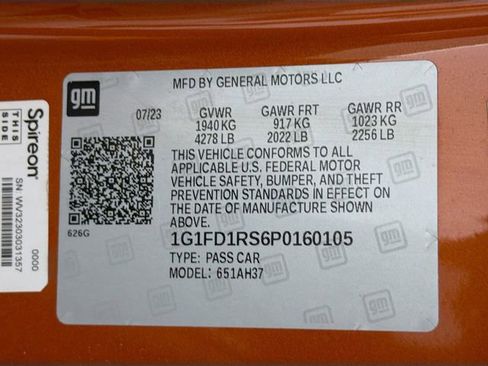 gm
MFD BY GENERAL MOTORS LLC
07/23 GVWR GAWR FRT GAWR RR
1940 KG 917 KG 1023 KG
4278 LB 2022 LB 2256 LB
THIS VEHICLE CONFORMS TO ALL
APPLICABLE U.S. FEDERAL MOTOR
VEHICLE SAFETY, BUMPER, AND THEFT
PREVENTION STANDARDS IN EFFECT ON
THE DATE OF MANUFACTURE SHOWN
ABOVE.
626G
1G1FD1RS6P0160105
TYPE: PASS CAR
MODEL: 651AH37
Spireon
THIS
SIDE
SN: WV32303031357
0000